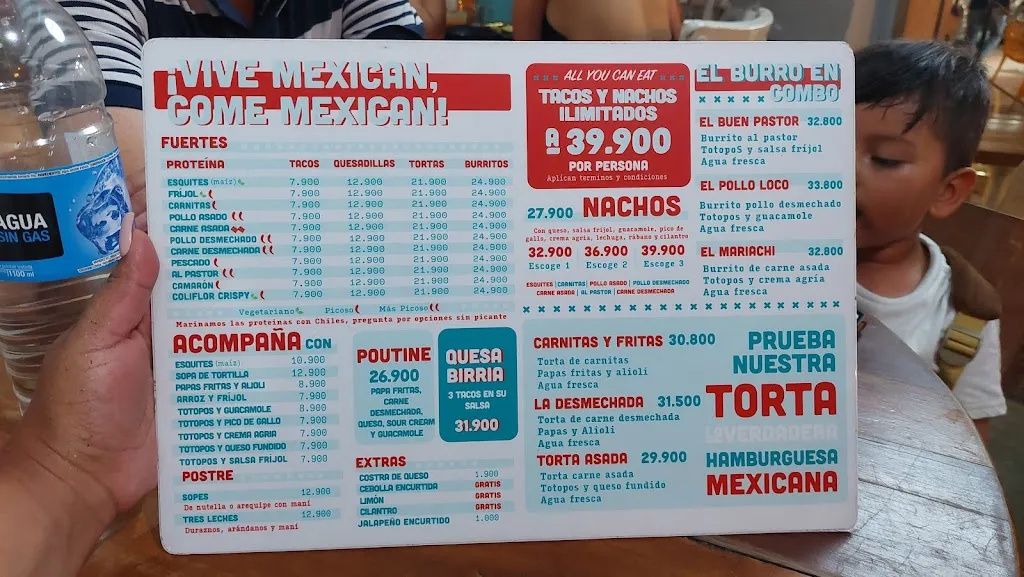 AGUA
SIN GAS
1100 ml
¡VIVE MEXICAN,
COME MEXICAN!
FUERTES
PROTEÍNA TACOS QUESADILLAS TORTAS BURRITOS
ESQUITES (maíz) 7.900 12.900 21.900 24.900
FRÍJOL 7.900 12.900 21.900 24.900
CARNITAS 7.900 12.900 21.900 24.900
POLLO ASADO 7.900 12.900 21.900 24.900
CARNE ASADA 7.900 12.900 21.900 24.900
POLLO DESMECHADO 7.900 12.900 21.900 24.900
CARNE DESMECHADA 7.900 12.900 21.900 24.900
PESCADO 7.900 12.900 21.900 24.900
AL PASTOR 7.900 12.900 21.900 24.900
CAMARÓN 7.900 12.900 21.900 24.900
COLIFLOR CRISPY 7.900 12.900 21.900 24.900
Vegetariano Picoso Más Picoso
Marinamos las proteínas con Chiles, pregunta por opciones sin picante
ACOMPAÑA CON
ESQUITES (maíz) 10.900
SOPA DE TORTILLA 12.900
PAPAS FRITAS Y ALIOLI 8.900
ARROZ Y FRÍJOL 7.900
TOTOPOS Y GUACAMOLE 8.900
TOTOPOS Y PICO DE GALLO 7.900
TOTOPOS Y CREMA AGRIA 7.900
TOTOPOS Y QUESO FUNDIDO 7.900
TOTOPOS Y SALSA FRIJOL 7.900
POSTRE
SOPES 12.900
De nutella o arequipe con maní
TRES LECHES 12.900
Duraznos, arándanos y maní
POUTINE
26.900
PAPA FRITAS,
CARNE
DESMECHADA,
QUESO, SOUR CREAM
Y GUACAMOLE
QUESA
BIRRIA
3 TACOS EN SU
SALSA
31.900
EXTRAS
COSTRA DE QUESO 1.900
CEBOLLA ENCURTIDA GRATIS
LIMÓN GRATIS
CILANTRO GRATIS
JALAPEÑO ENCURTIDO 1.000
ALL YOU CAN EAT
TACOS Y NACHOS
ILIMITADOS
A 39.900
POR PERSONA
Aplican terminos y condiciones
27.900 NACHOS
Con queso, salsa frijol, guacamole, pico de
gallo, crema agria, lechuga, rábano y cilantro
32.900 36.900 39.900
Escoge 1 Escoge 2 Escoge 3
ESQUITES | CARNITAS | POLLO ASADO | POLLO DESMECHADO
CARNE ASADA | AL PASTOR | CARNE DESMECHADA
EL BURRO EN
COMBO
EL BUEN PASTOR 32.800
Burrito al pastor
TotopoS y salsa fríjol
Agua fresca
EL POLLO LOCO 33.800
Burrito pollo desmechado
Totopos y guacamole
Agua fresca
EL MARIACHI 32.800
Burrito de carne asada
Totopos y crema agría
Agua fresca
CARNITAS Y FRITAS 30.800
Torta de carnitas
Papas fritas y alioli
Agua fresca
LA DESMECHADA 31.500
Torta de carne desmechada
Papas y Alioli
Agua fresca
TORTA ASADA 29.900
Torta carne asada
Totopos y queso fundido
Agua fresca
PRUEBA
NUESTRA
TORTA
LA VERDADERA
HAMBURGUESA
MEXICANA